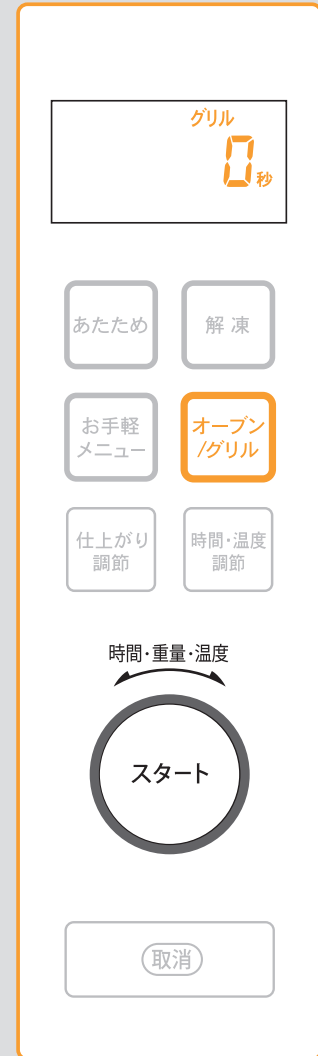 グリル
0秒
あたため
解凍
お手軽
メニュー
オーブン
/グリル
仕上がり
調節
時間・温度
調節
時間・重量・温度
スタート
取消